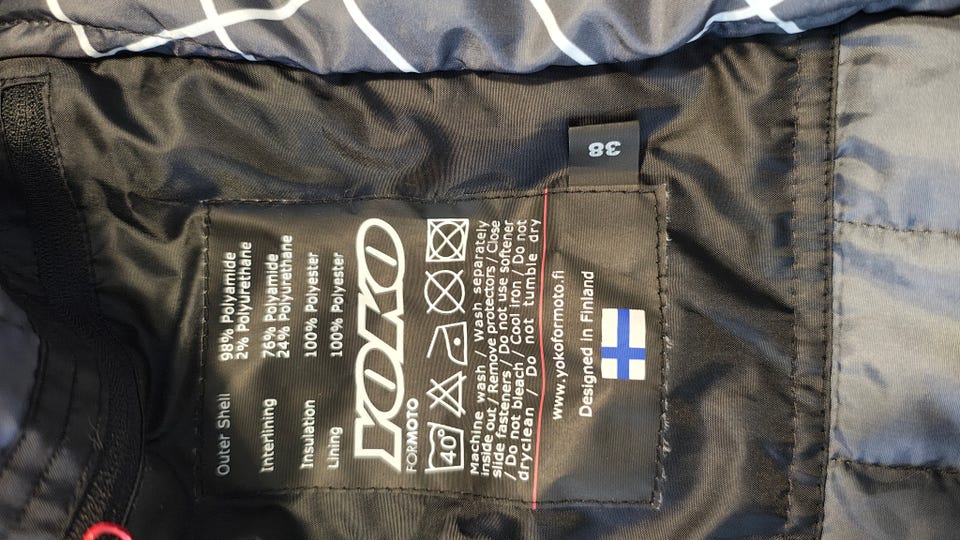 38
Outer Shell 98% Polyamide
2% Polyurethane
Interlining 76% Polyamide
24% Polyurethane
Insulation 100% Polyester
Lining 100% Polyester
YOKO
FORMOTO
40°
Machine wash / Wash separately
inside out / Remove protectors / Close
slide fasteners / Do not use softener
/ Do not bleach / Cool iron / Do not
dryclean / Do not tumble dry
www.yokoformoto.fi
Designed in Finland